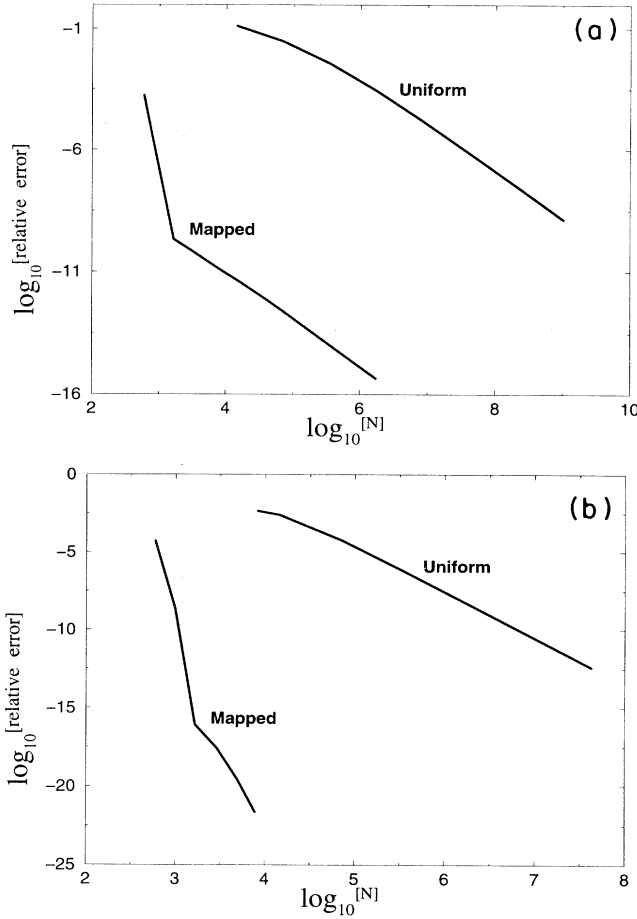 (a)
-1
Uniform
-6
Mapped
-11
-16
log10[relative error]
2 4 6 8 10
log10[N]
(b)
0
-5
Uniform
-10
-15
Mapped
-20
-25
log10[relative error]
2 3 4 5 6 7 8
log10[N]